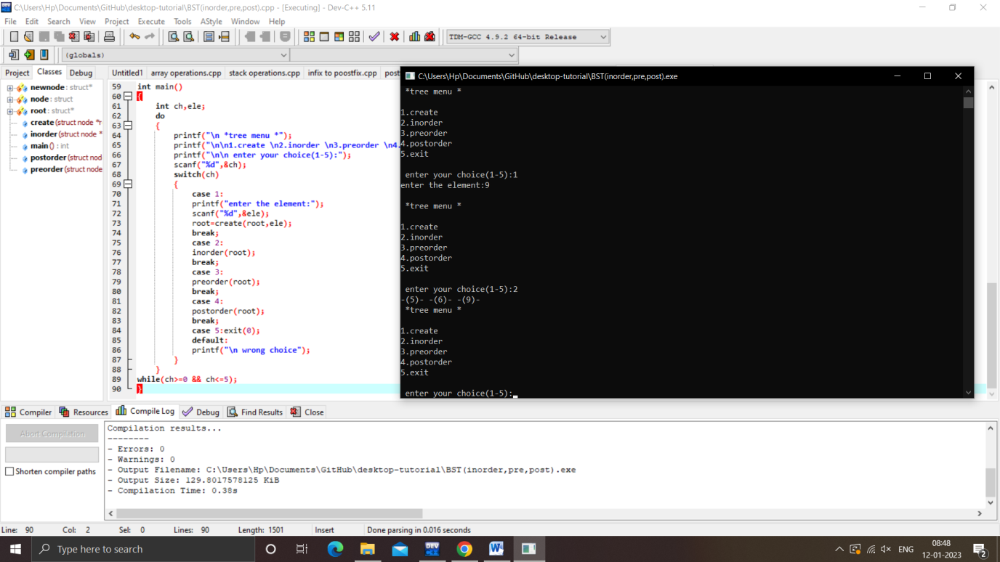 C:\Users\Hp\Documents\GitHub\desktop-tutorial\BST(inorder,pre,post).cpp - [Executing] - Dev-C++ 5.11
File Edit Search View Project Execute Tools AStyle Window Help
TDM-GCC 4.9.2 64-bit Release
(globals)
Project Classes Debug
Untitled1 array operations.cpp stack operations.cpp infix to poostfix.cpp post
newnode : struct*
node : struct
root : struct*
create (struct node *r
inorder (struct node *
main () : int
postorder (struct nod
preorder (struct node
59 int main()
60 {
61 int ch,ele;
62 do
63 {
64 printf("\n *tree menu *");
65 printf("\n\n1.create \n2.inorder \n3.preorder \n4.
66 printf("\n\n enter your choice(1-5):");
67 scanf("%d",&ch);
68 switch(ch)
69 {
70 case 1:
71 printf("enter the element:");
72 scanf("%d",&ele);
73 root=create(root,ele);
74 break;
75 case 2:
76 inorder(root);
77 break;
78 case 3:
79 preorder(root);
80 break;
81 case 4:
82 postorder(root);
83 break;
84 case 5:exit(0);
85 default:
86 printf("\n wrong choice");
87 }
88 }
89 while(ch>=0 && ch<=5);
90 }
C:\Users\Hp\Documents\GitHub\desktop-tutorial\BST(inorder,pre,post).exe
*tree menu *
1.create
2.inorder
3.preorder
4.postorder
5.exit
enter your choice(1-5):1
enter the element:9
*tree menu *
1.create
2.inorder
3.preorder
4.postorder
5.exit
enter your choice(1-5):2
-(5)- -(6)- -(9)-
*tree menu *
1.create
2.inorder
3.preorder
4.postorder
5.exit
enter your choice(1-5):
Compiler Resources Compile Log Debug Find Results Close
Abort Compilation
Shorten compiler paths
Compilation results...
--------
- Errors: 0
- Warnings: 0
- Output Filename: C:\Users\Hp\Documents\GitHub\desktop-tutorial\BST(inorder,pre,post).exe
- Output Size: 129.8017578125 KiB
- Compilation Time: 0.38s
Line: 90 Col: 2 Sel: 0 Lines: 90 Length: 1501 Insert Done parsing in 0.016 seconds
Type here to search
DEV
W
ENG
08:48
12-01-2023
2